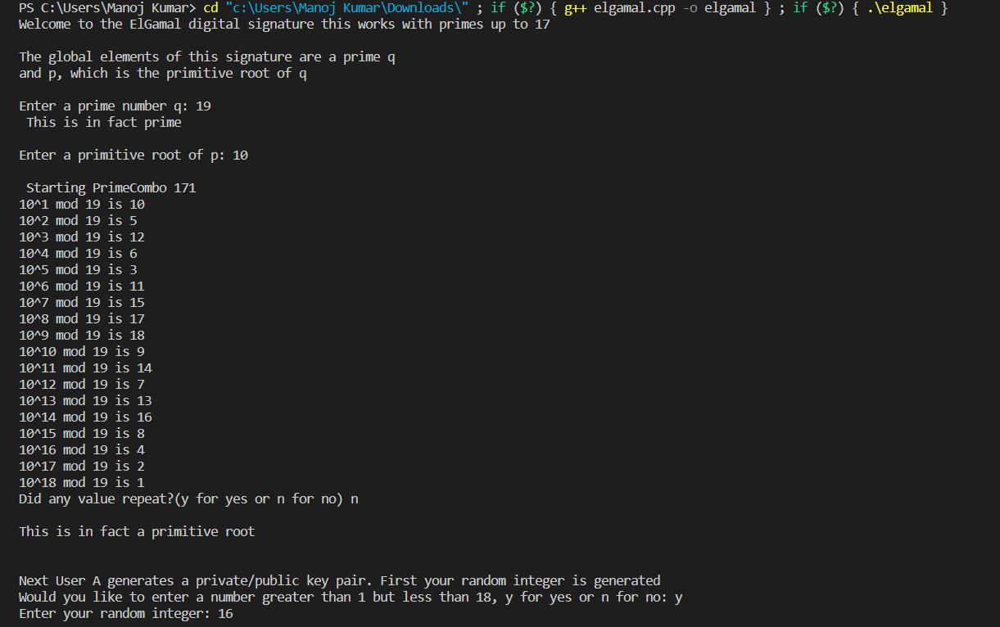 PS C:\Users\Manoj Kumar> cd "c:\Users\Manoj Kumar\Downloads\" ; if ($?) { g++ elgamal.cpp -o elgamal } ; if ($?) { .\elgamal }
Welcome to the ElGamal digital signature this works with primes up to 17
The global elements of this signature are a prime q
and p, which is the primitive root of q
Enter a prime number q: 19
This is in fact prime
Enter a primitive root of p: 10
Starting PrimeCombo 171
10^1 mod 19 is 10
10^2 mod 19 is 5
10^3 mod 19 is 12
10^4 mod 19 is 6
10^5 mod 19 is 3
10^6 mod 19 is 11
10^7 mod 19 is 15
10^8 mod 19 is 17
10^9 mod 19 is 18
10^10 mod 19 is 9
10^11 mod 19 is 14
10^12 mod 19 is 7
10^13 mod 19 is 13
10^14 mod 19 is 16
10^15 mod 19 is 8
10^16 mod 19 is 4
10^17 mod 19 is 2
10^18 mod 19 is 1
Did any value repeat?(y for yes or n for no) n
This is in fact a primitive root
Next User A generates a private/public key pair. First your random integer is generated
Would you like to enter a number greater than 1 but less than 18, y for yes or n for no: y
Enter your random integer: 16